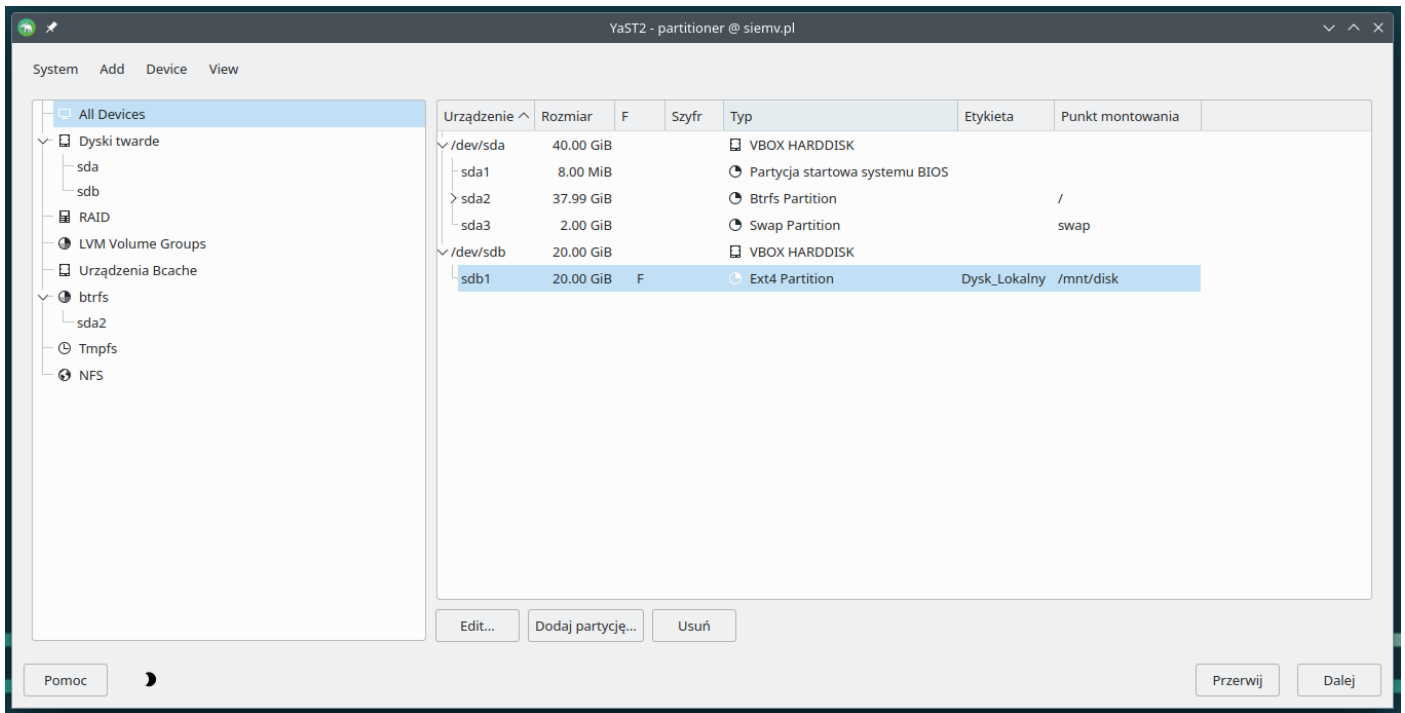 YaST2 - partitioner @ siemv.pl
System Add Device View
All Devices
Dyski twarde
sda
sdb
RAID
LVM Volume Groups
Urządzenia Bcache
btrfs
sda2
Tmpfs
NFS
Urządzenie Rozmiar F Szyfr Typ Etykieta Punkt montowania
/dev/sda 40.00 GiB VBOX HARDDISK
sda1 8.00 MiB Partycja startowa systemu BIOS
sda2 37.99 GiB Btrfs Partition /
sda3 2.00 GiB Swap Partition swap
/dev/sdb 20.00 GiB VBOX HARDDISK
sdb1 20.00 GiB F Ext4 Partition Dysk_Lokalny /mnt/disk
Edit... Dodaj partycję... Usuń
Pomoc Przerwij Dalej